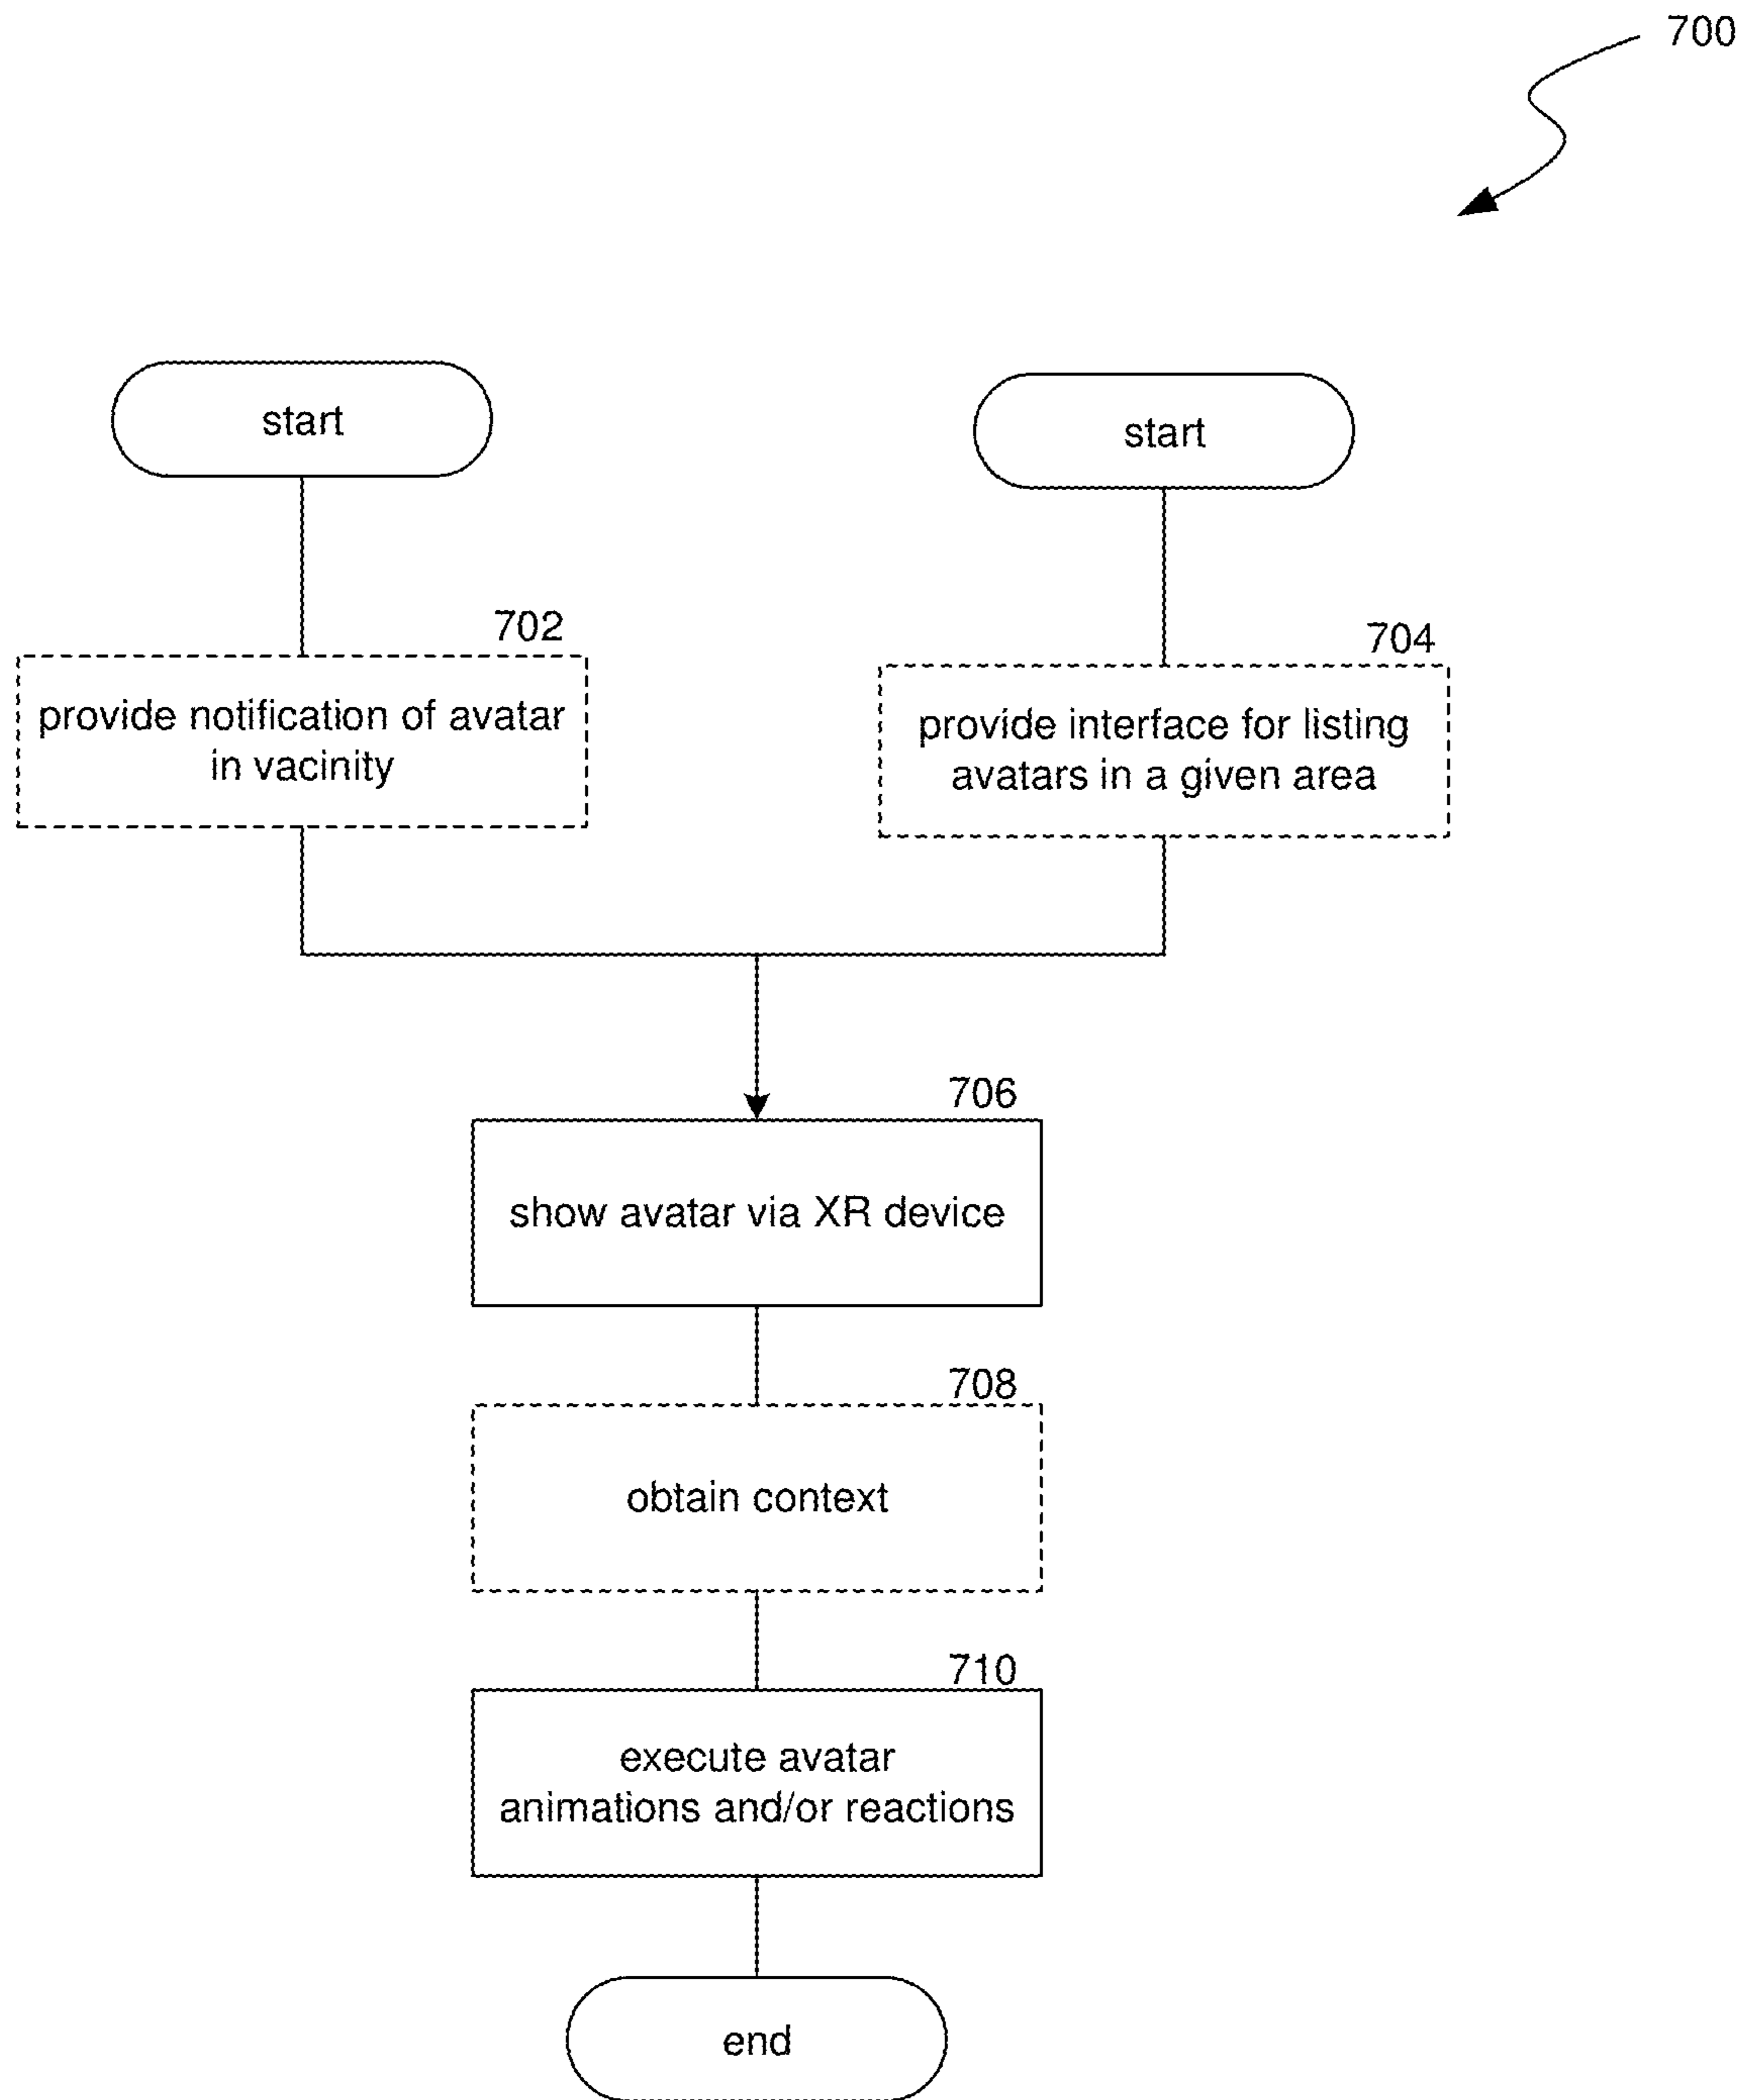 700
start
start
702
704
provide notification of avatar
in vacinity
provide interface for listing
avatars in a given area
706
show avatar via XR device
708
obtain context
710
execute avatar
animations and/or reactions
end